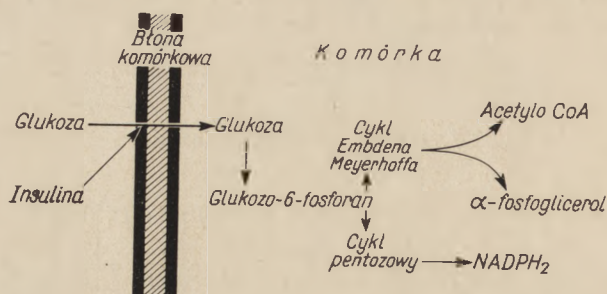 Błona
komórkowa
Komórka
Glukoza
Glukoza
Insulina
Glukozo-6-fosforan
Cykl
Embdena
Meyerhoffa
Acetylo CoA
α-fosfoglicerol
Cykl
pentozowy
NADPH₂